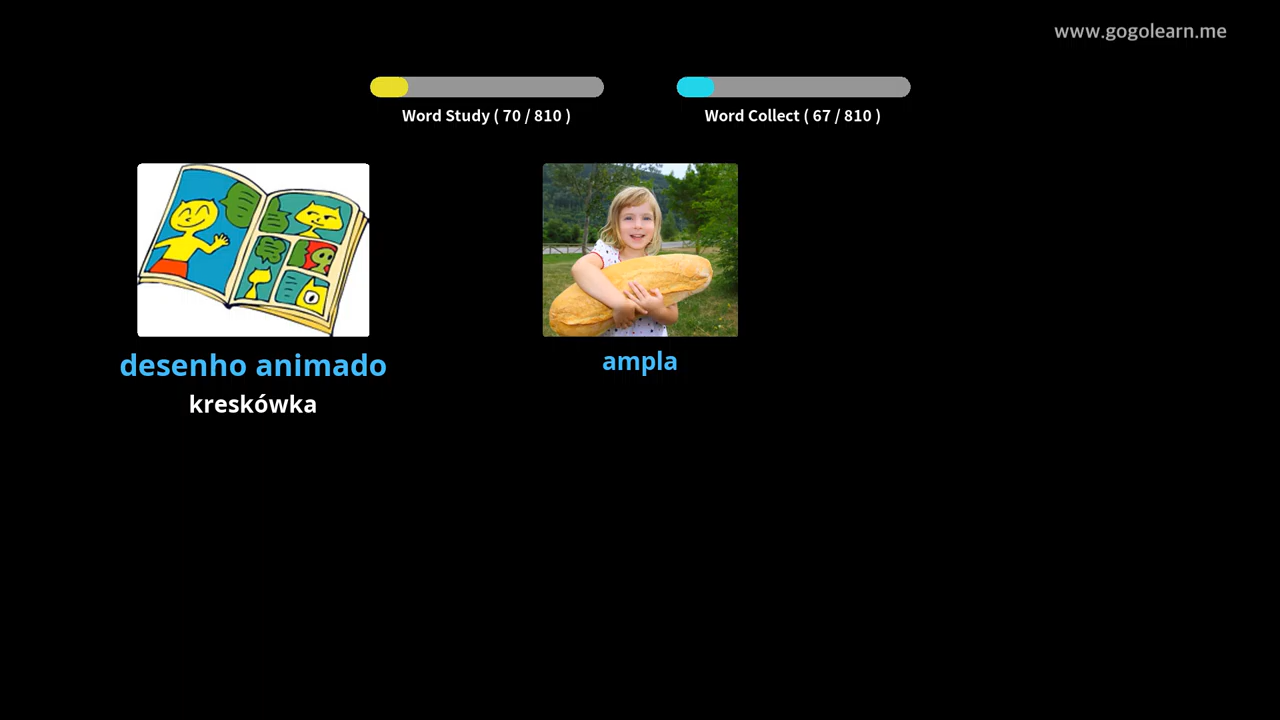 www.gogolearn.me
Word Study ( 70 / 810 )
Word Collect ( 67 / 810 )
desenho animado
kreskówka
ampla